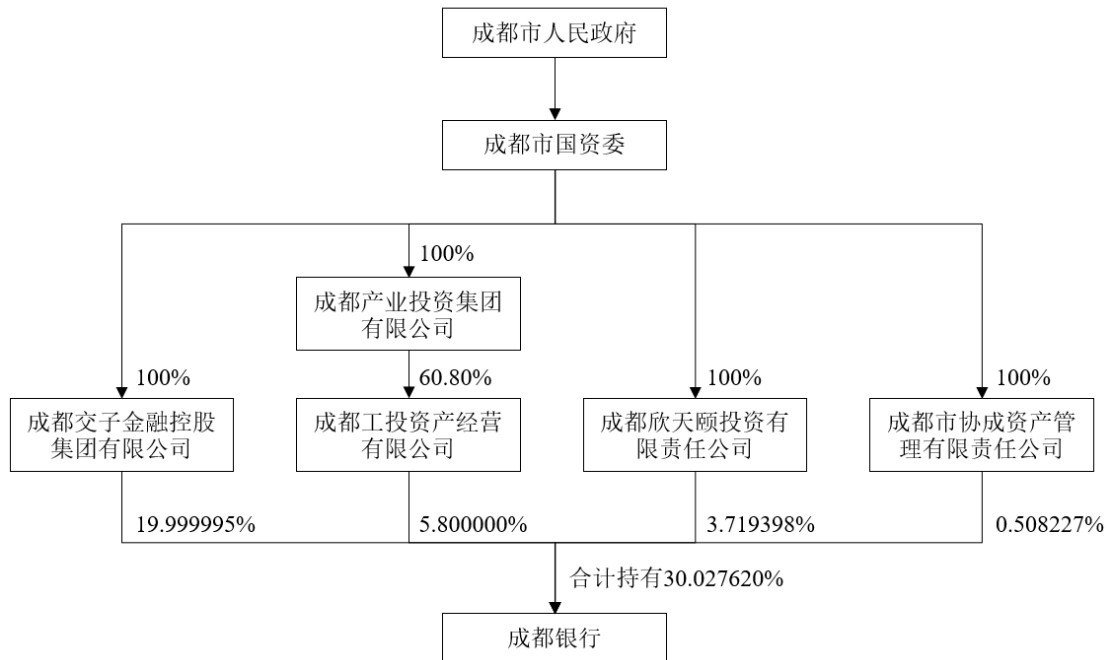 成都市人民政府
成都市国资委
100%
成都产业投资集团
有限公司
100%
60.80%
100%
100%
成都交子金融控股
集团有限公司
成都工投资产经营
有限公司
成都欣天颐投资有
限责任公司
成都市协成资产管
理有限责任公司
19.999995%
5.800000%
3.719398%
0.508227%
合计持有30.027620%
成都银行